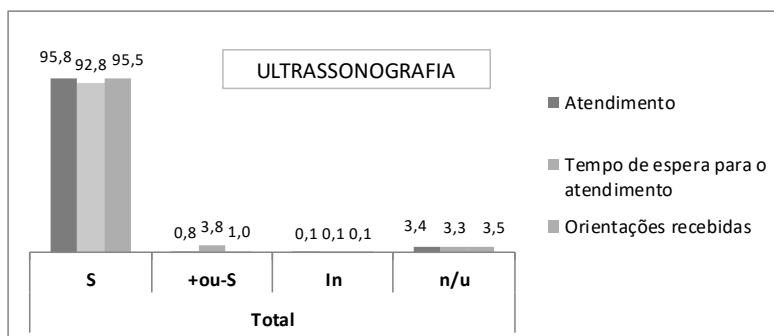 95,8 92,8 95,5
ULTRASSONOGRAFIA
Atendimento
Tempo de espera para o
atendimento
Orientações recebidas
0,8 3,8 1,0
0,1 0,1 0,1
3,4 3,3 3,5
S +ou-S In n/u
Total